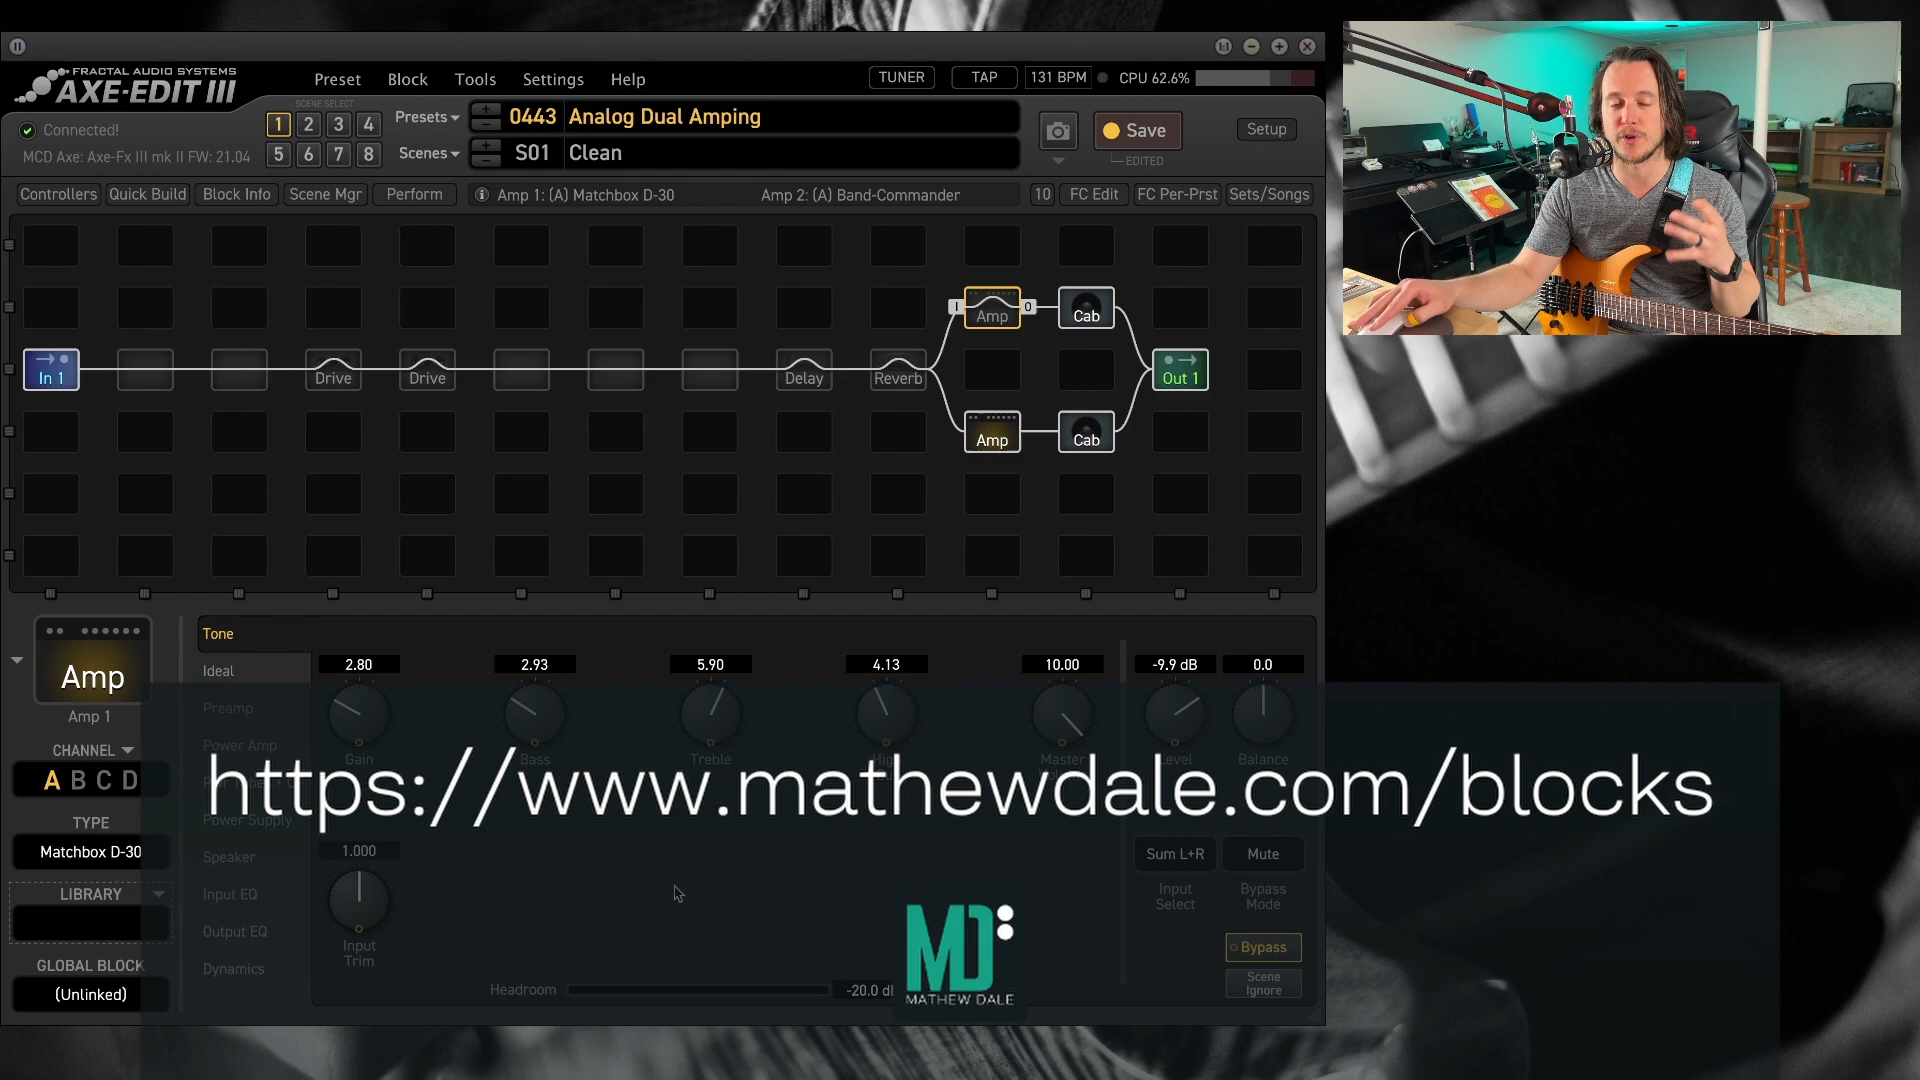 FRACTAL AUDIO SYSTEMS
AXE-EDIT III
Preset Block Tools Settings Help
TUNER TAP 131 BPM CPU 62.6%
Connected!
MCD Axe: Axe-Fx III mk II FW: 21.04
SCENE SELECT
1 2 3 4
5 6 7 8
Presets 0443 Analog Dual Amping
Scenes S01 Clean
Save
EDITED
Setup
Controllers Quick Build Block Info Scene Mgr Perform
Amp 1: (A) Matchbox D-30 Amp 2: (A) Band-Commander
10 FC Edit FC Per-Prst Sets/Songs
I Amp O Cab
In 1 Drive Drive Delay Reverb Out 1
Amp Cab
Amp
Amp 1
CHANNEL
A B C D
TYPE
Matchbox D-30
LIBRARY
GLOBAL BLOCK
(Unlinked)
Tone
Ideal
Preamp
Power Amp
Power Supply
Speaker
Input EQ
Output EQ
Dynamics
2.80 2.93 5.90 4.13 10.00 -9.9 dB 0.0
Gain Bass Treble Master Level Balance
https://www.mathewdale.com/blocks
1.000
Input
Trim
Sum L+R Mute
Input
Select
Bypass
Mode
Bypass
Scene
Ignore
Headroom -20.0
MD:
MATHEW DALE